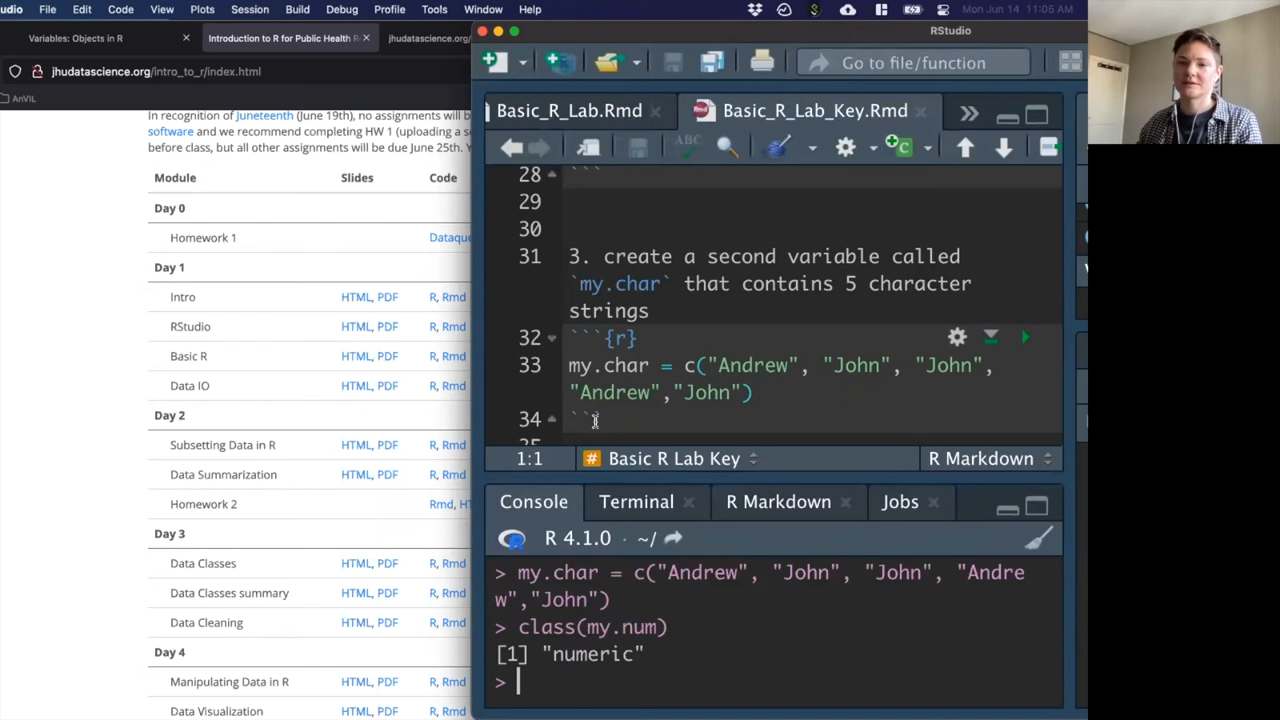 out File Edit Code View Plots Session Build Debug Profile Tools Window Help Mon Jun 14 11:05 AM
Variables: Objects in R
Introduction to R for Public Health R
jhudatascience.org/
jhudatascience.org/intro_to_r/index.html
AnVIL
In recognition of Juneteenth (June 19th), no assignments will b
software and we recommend completing HW 1 (uploading a s
before class, but all other assignments will be due June 25th. Y
Module Slides Code
Day 0
Homework 1 Dataque
Day 1
Intro HTML, PDF R, Rmd
RStudio HTML, PDF R, Rmd
Basic R HTML, PDF R, Rmd
Data IO HTML, PDF R, Rmd
Day 2
Subsetting Data in R HTML, PDF R, Rmd
Data Summarization HTML, PDF R, Rmd
Homework 2 Rmd, HT
Day 3
Data Classes HTML, PDF R, Rmd
Data Classes summary HTML, PDF R, Rmd
Data Cleaning HTML, PDF R, Rmd
Day 4
Manipulating Data in R HTML, PDF R, Rmd
Data Visualization HTML, PDF R, Rmd
RStudio
Go to file/function
Basic_R_Lab.Rmd
Basic_R_Lab_Key.Rmd
ABC
28 ```
29
30
31 3. create a second variable called
`my.char` that contains 5 character
strings
32 ```{r}
33 my.char = c("Andrew", "John", "John",
"Andrew","John")
34 ```
35
1:1 # Basic R Lab Key R Markdown
Console Terminal R Markdown Jobs
R 4.1.0 · ~/
> my.char = c("Andrew", "John", "John", "Andre
w","John")
> class(my.num)
[1] "numeric"
>